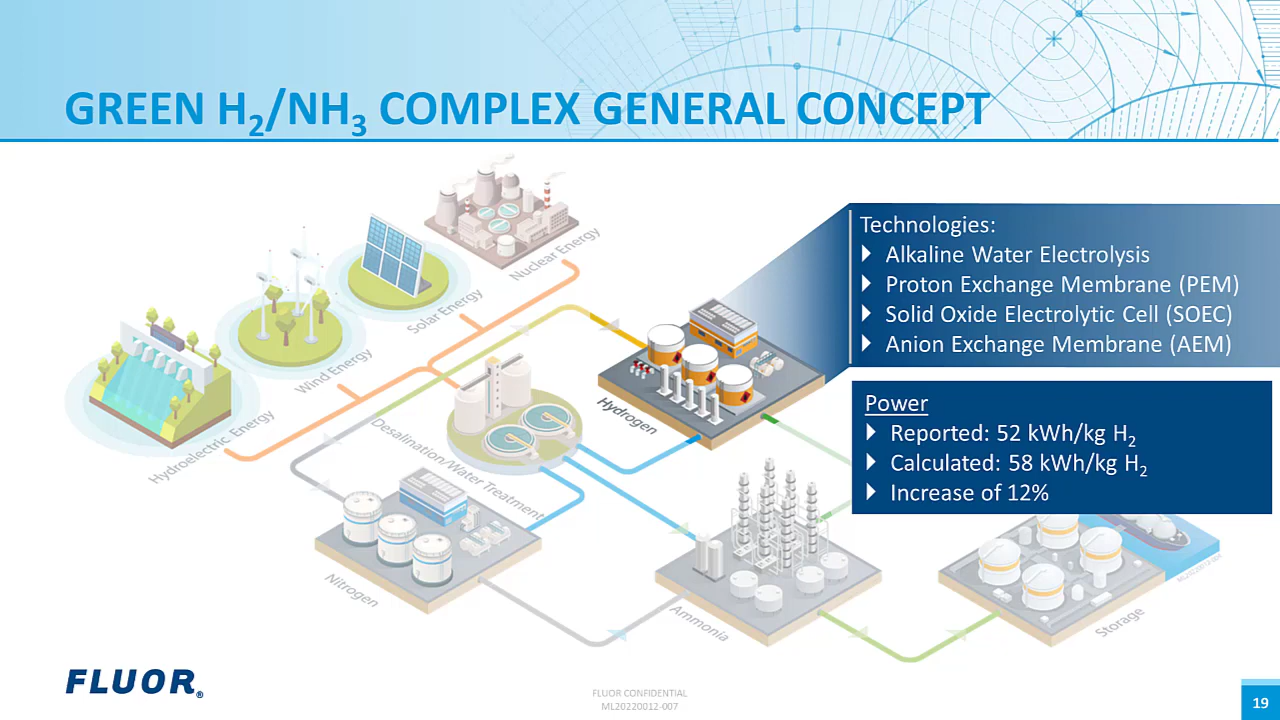 GREEN H₂/NH₃ COMPLEX GENERAL CONCEPT
Technologies:
Alkaline Water Electrolysis
Proton Exchange Membrane (PEM)
Solid Oxide Electrolytic Cell (SOEC)
Anion Exchange Membrane (AEM)
Power
Reported: 52 kWh/kg H₂
Calculated: 58 kWh/kg H₂
Increase of 12%
Nuclear Energy
Solar Energy
Wind Energy
Hydroelectric Energy
Desalination/Water Treatment
Hydrogen
Nitrogen
Ammonia
Storage
FLUOR®
FLUOR CONFIDENTIAL
ML20220012-007
19